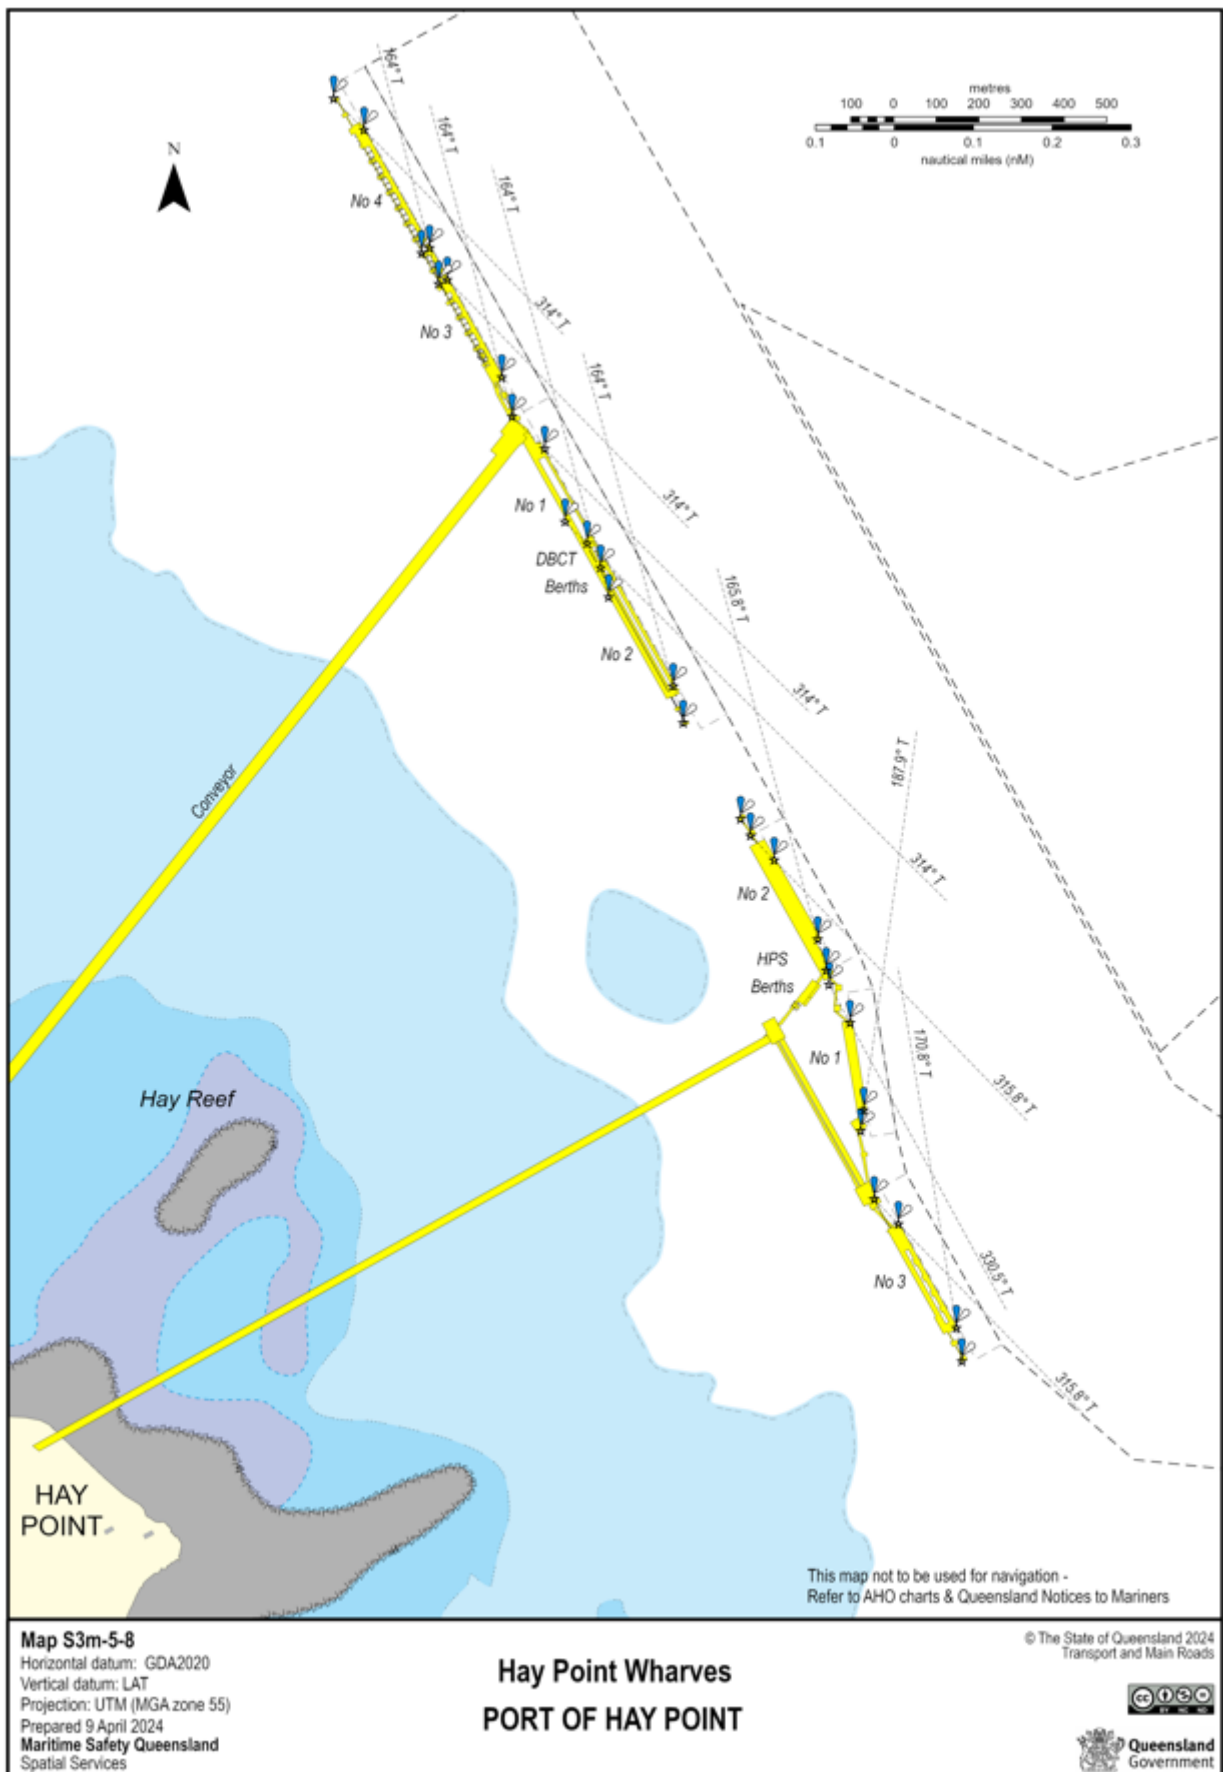 164° T
metres
100 0 100 200 300 400 500
0.1 0 0.1 0.2 0.3
nautical miles (nM)
164° T
N
164° T
No 4
314° T
No 3
164° T
314° T
No 1
DBCT
Berths
165.8° T
No 2
314° T
187.9° T
Conveyor
314° T
No 2
HPS
Berths
No 1
170.8° T
Hay Reef
315.8° T
330.5° T
No 3
315.8° T
HAY
POINT
This map not to be used for navigation -
Refer to AHO charts & Queensland Notices to Mariners
Map S3m-5-8
Horizontal datum: GDA2020
Vertical datum: LAT
Projection: UTM (MGA zone 55)
Prepared 9 April 2024
Maritime Safety Queensland
Spatial Services
Hay Point Wharves
PORT OF HAY POINT
© The State of Queensland 2024
Transport and Main Roads
cc
BY NC ND
Queensland
Government